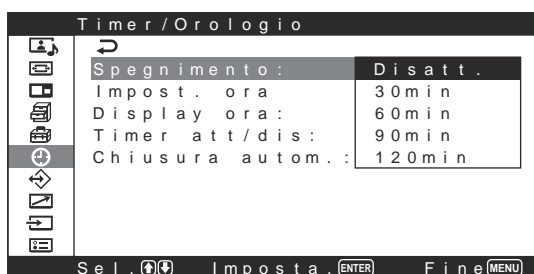 Timer/Orologio
Spegnimento: Disatt.
Impost. ora 30min
Display ora: 60min
Timer att/dis: 90min
Chiusura autom.: 120min
Sel. Imposta. ENTER Fine MENU